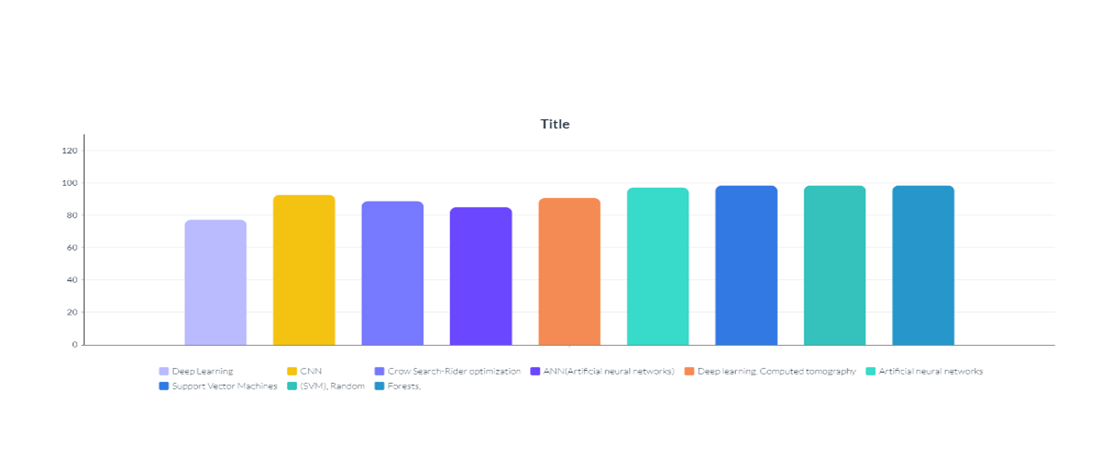 Title
120
100
80
60
40
20
0
Deep Learning CNN Crow Search-Rider optimization ANN(Artificial neural networks) Deep learning, Computed tomography Artificial neural networks
Support Vector Machines (SVM), Random Forests,